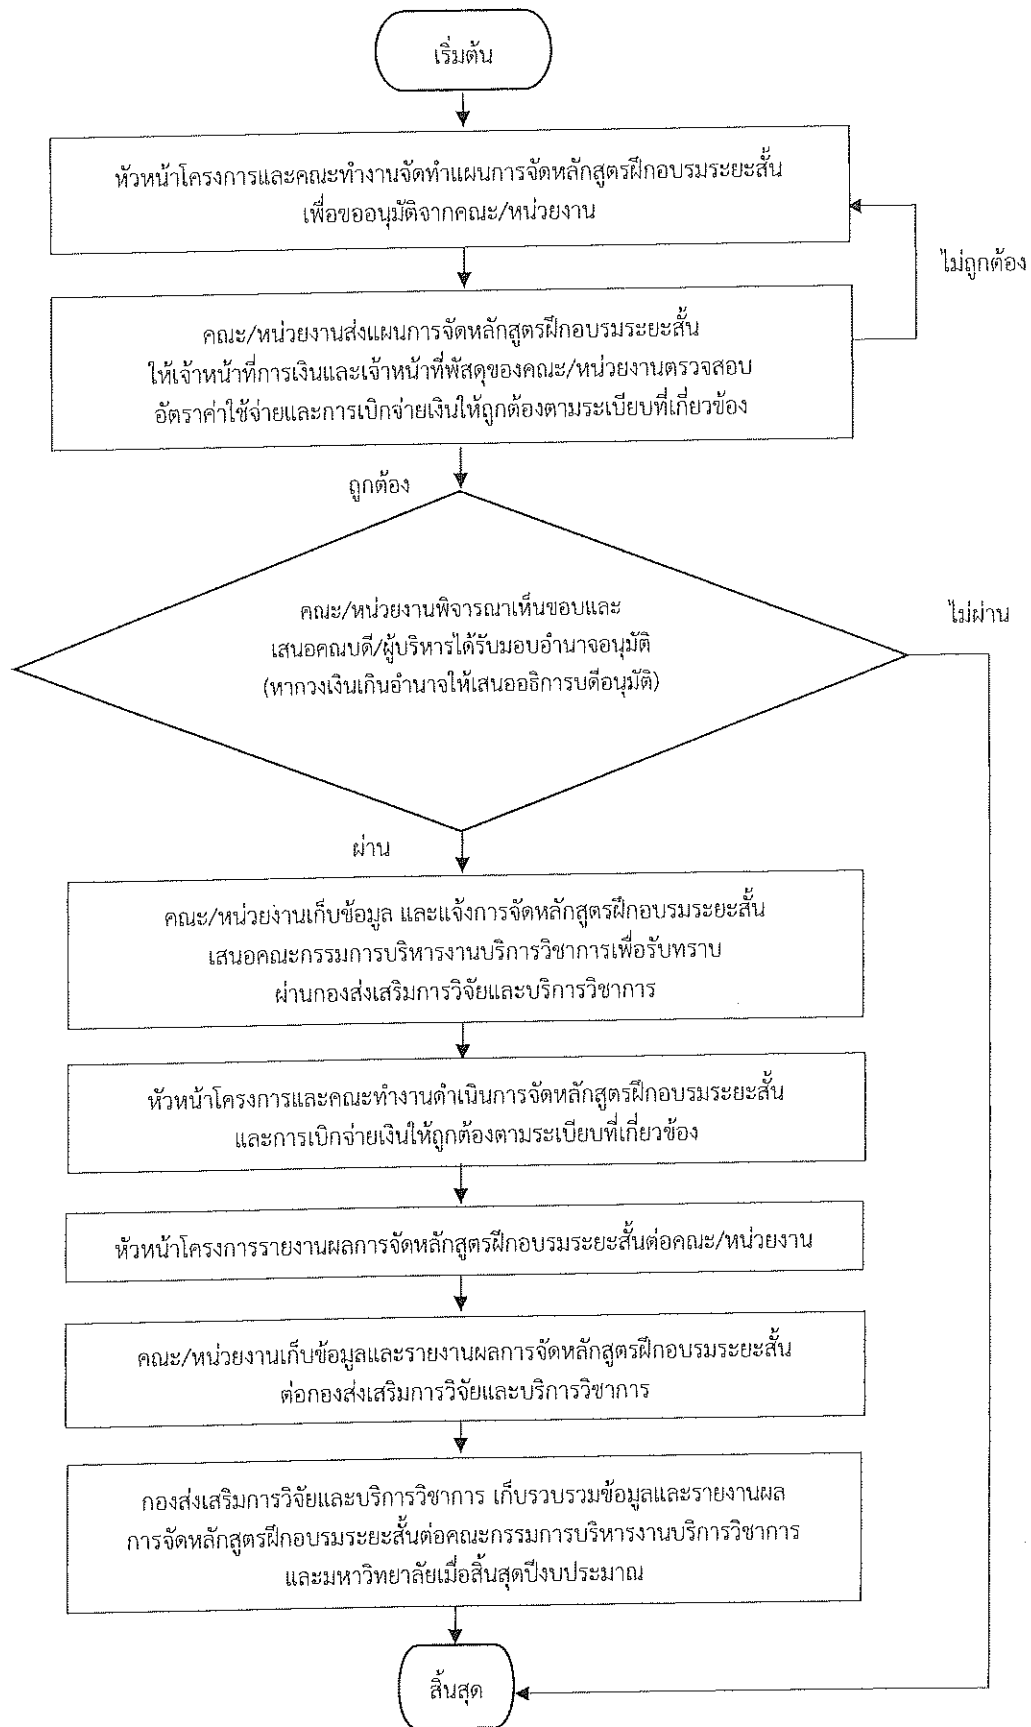 เริ่มต้น
หัวหน้าโครงการและคณะทำงานจัดทำแผนการจัดหลักสูตรฝึกอบรมระยะสั้น
เพื่อขออนุมัติจากคณะ/หน่วยงาน
ไม่ถูกต้อง
คณะ/หน่วยงานส่งแผนการจัดหลักสูตรฝึกอบรมระยะสั้น
ให้เจ้าหน้าที่การเงินและเจ้าหน้าที่พัสดุของคณะ/หน่วยงานตรวจสอบ
อัตราค่าใช้จ่ายและการเบิกจ่ายเงินให้ถูกต้องตามระเบียบที่เกี่ยวข้อง
ถูกต้อง
คณะ/หน่วยงานพิจารณาเห็นชอบและ
เสนอคณบดี/ผู้บริหารได้รับมอบอำนาจอนุมัติ
(หากวงเงินเกินอำนาจให้เสนออธิการบดีอนุมัติ)
ไม่ผ่าน
ผ่าน
คณะ/หน่วยงานเก็บข้อมูล และแจ้งการจัดหลักสูตรฝึกอบรมระยะสั้น
เสนอคณะกรรมการบริหารงานบริการวิชาการเพื่อรับทราบ
ผ่านกองส่งเสริมการวิจัยและบริการวิชาการ
หัวหน้าโครงการและคณะทำงานดำเนินการจัดหลักสูตรฝึกอบรมระยะสั้น
และการเบิกจ่ายเงินให้ถูกต้องตามระเบียบที่เกี่ยวข้อง
หัวหน้าโครงการรายงานผลการจัดหลักสูตรฝึกอบรมระยะสั้นต่อคณะ/หน่วยงาน
คณะ/หน่วยงานเก็บข้อมูลและรายงานผลการจัดหลักสูตรฝึกอบรมระยะสั้น
ต่อกองส่งเสริมการวิจัยและบริการวิชาการ
กองส่งเสริมการวิจัยและบริการวิชาการ เก็บรวบรวมข้อมูลและรายงานผล
การจัดหลักสูตรฝึกอบรมระยะสั้นต่อคณะกรรมการบริหารงานบริการวิชาการ
และมหาวิทยาลัยเมื่อสิ้นสุดปีงบประมาณ
สิ้นสุด